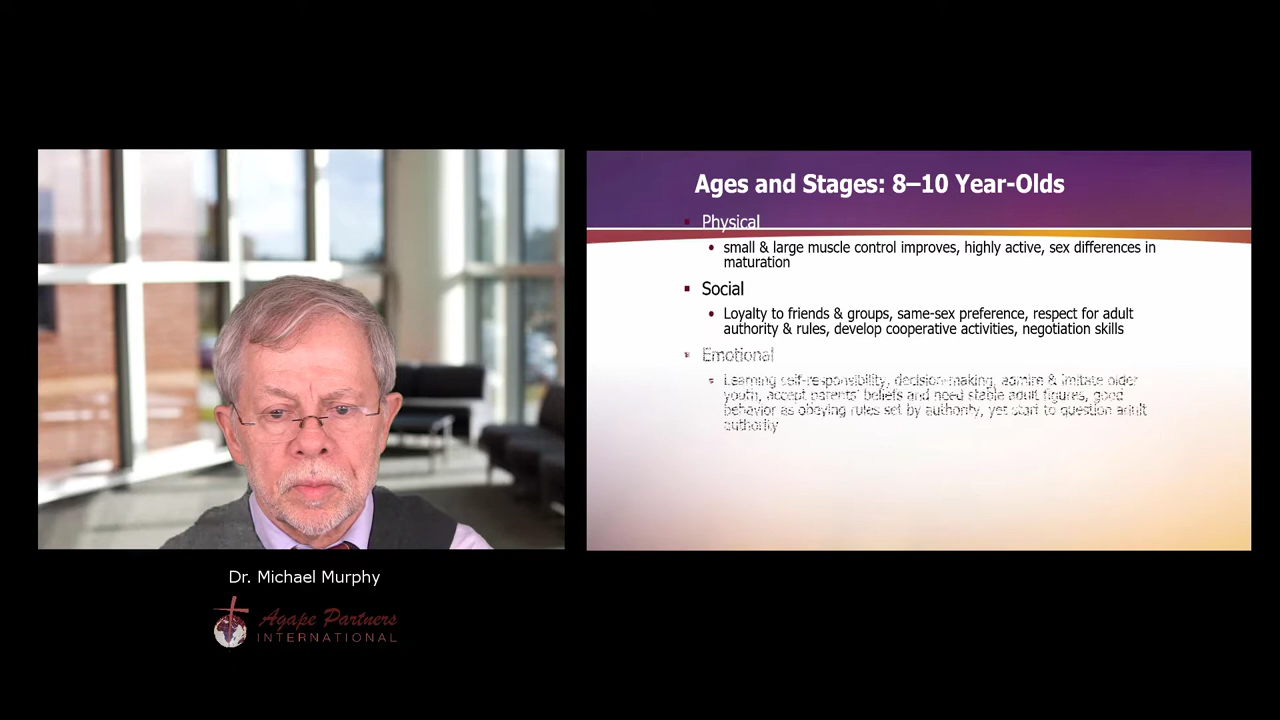 Ages and Stages: 8–10 Year-Olds
Physical
small & large muscle control improves, highly active, sex differences in
maturation
Social
Loyalty to friends & groups, same-sex preference, respect for adult
authority & rules, develop cooperative activities, negotiation skills
Emotional
Learning self-responsibility, decision-making, admire & imitate older
youth, accept parents' beliefs and need stable adult figures, good
behavior as obeying rules set by authority, yet start to question adult
authority
Dr. Michael Murphy
Agape Partners
INTERNATIONAL